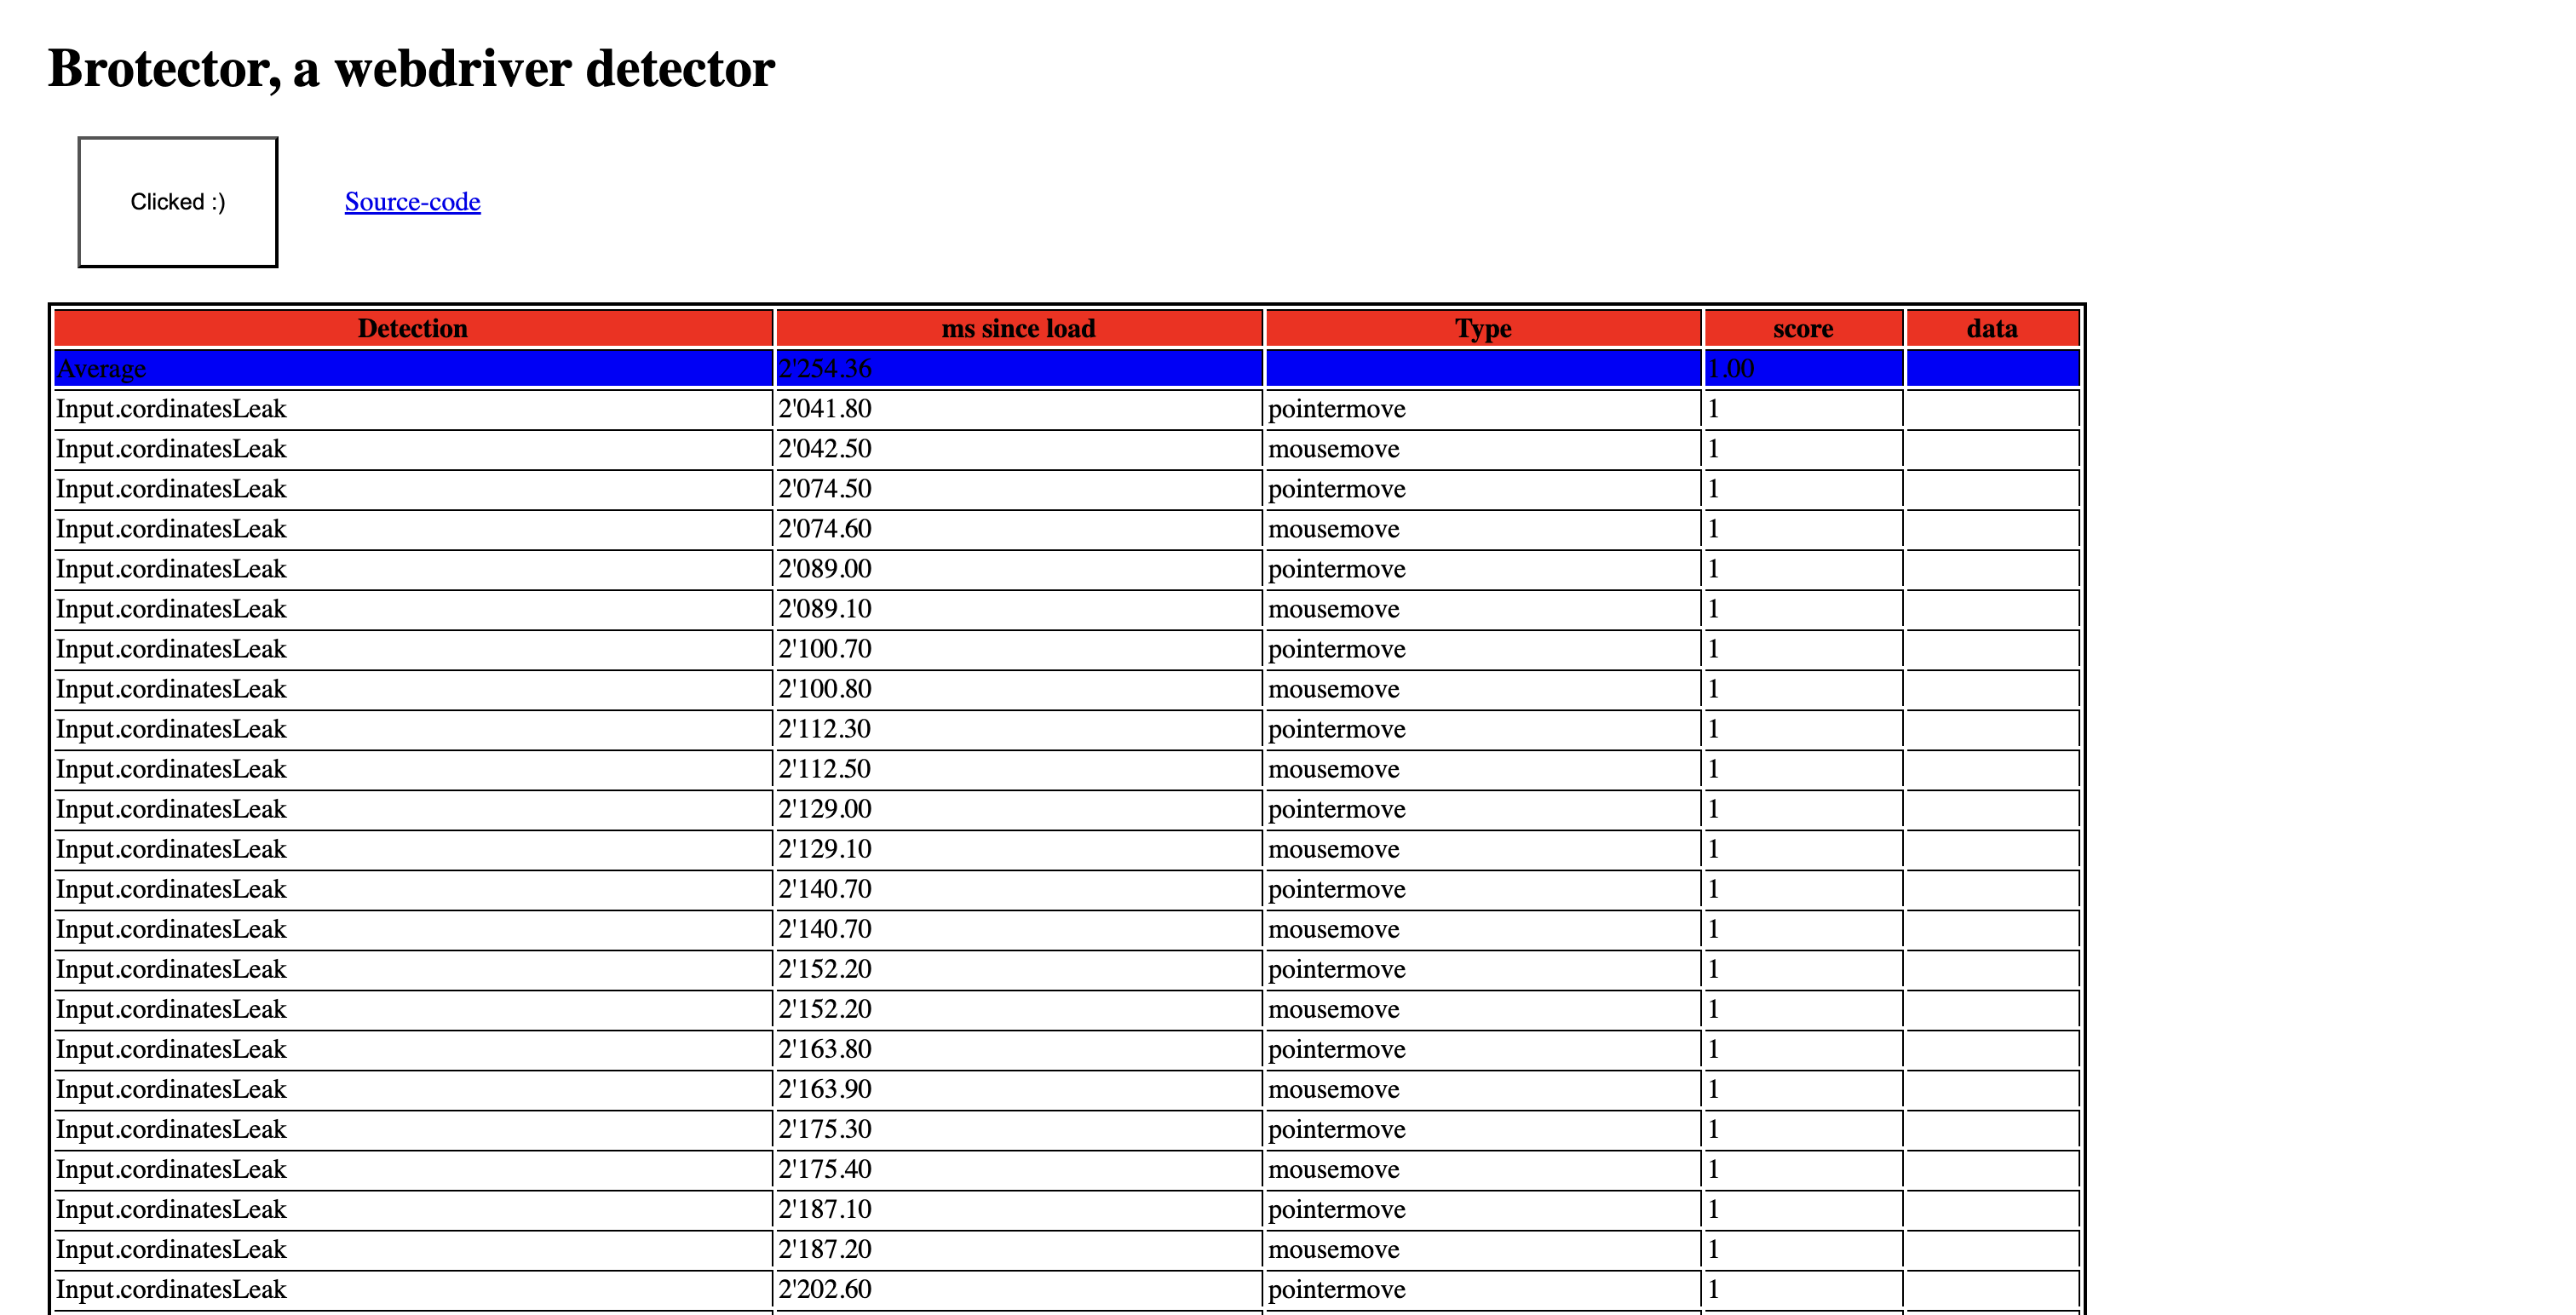 Brotector, a webdriver detector
Clicked :) Source-code
Detection ms since load Type score data
Average 2'254.36 1.00
Input.cordinatesLeak 2'041.80 pointermove 1
Input.cordinatesLeak 2'042.50 mousemove 1
Input.cordinatesLeak 2'074.50 pointermove 1
Input.cordinatesLeak 2'074.60 mousemove 1
Input.cordinatesLeak 2'089.00 pointermove 1
Input.cordinatesLeak 2'089.10 mousemove 1
Input.cordinatesLeak 2'100.70 pointermove 1
Input.cordinatesLeak 2'100.80 mousemove 1
Input.cordinatesLeak 2'112.30 pointermove 1
Input.cordinatesLeak 2'112.50 mousemove 1
Input.cordinatesLeak 2'129.00 pointermove 1
Input.cordinatesLeak 2'129.10 mousemove 1
Input.cordinatesLeak 2'140.70 pointermove 1
Input.cordinatesLeak 2'140.70 mousemove 1
Input.cordinatesLeak 2'152.20 pointermove 1
Input.cordinatesLeak 2'152.20 mousemove 1
Input.cordinatesLeak 2'163.80 pointermove 1
Input.cordinatesLeak 2'163.90 mousemove 1
Input.cordinatesLeak 2'175.30 pointermove 1
Input.cordinatesLeak 2'175.40 mousemove 1
Input.cordinatesLeak 2'187.10 pointermove 1
Input.cordinatesLeak 2'187.20 mousemove 1
Input.cordinatesLeak 2'202.60 pointermove 1